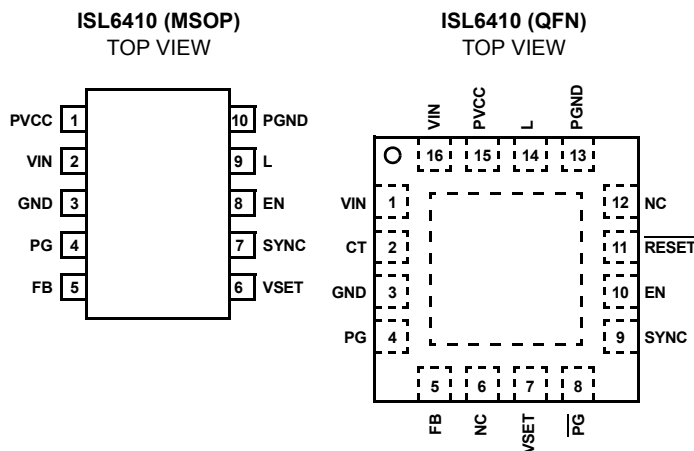 ISL6410 (MSOP)
TOP VIEW
PVCC 1
VIN 2
GND 3
PG 4
FB 5
10 PGND
9 L
8 EN
7 SYNC
6 VSET
ISL6410 (QFN)
TOP VIEW
VIN
PVCC
L
PGND
16 15 14 13
VIN 1
CT 2
GND 3
PG 4
12 NC
11 R̅E̅S̅E̅T̅
10 EN
9 SYNC
5 6 7 8
FB
NC
VSET
P̅G̅